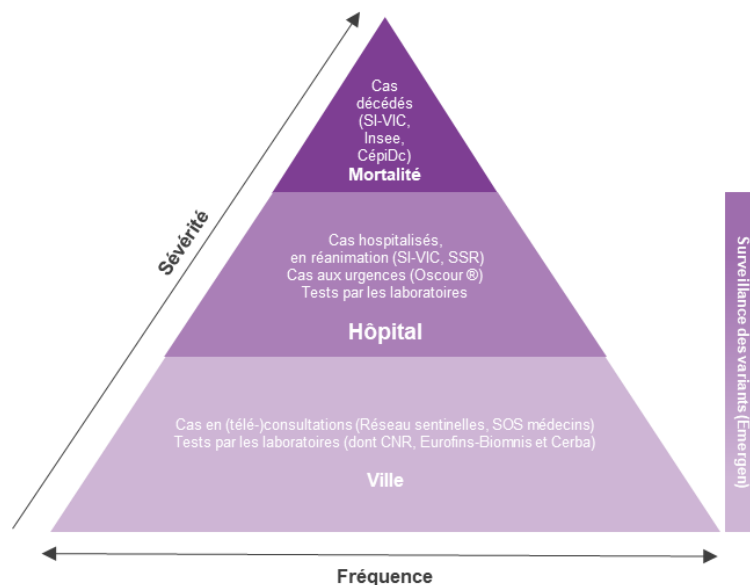 Cas
décédés
(SI-VIC,
Insee,
CépiDc)
Mortalité
Sévérité
Cas hospitalisés,
en réanimation (SI-VIC, SSR)
Cas aux urgences (Oscour ®)
Tests par les laboratoires
Hôpital
Surveillance des variants (Emergen)
Cas en (télé-)consultations (Réseau sentinelles, SOS médecins)
Tests par les laboratoires (dont CNR, Eurofins-Biomnis et Cerba)
Ville
Fréquence